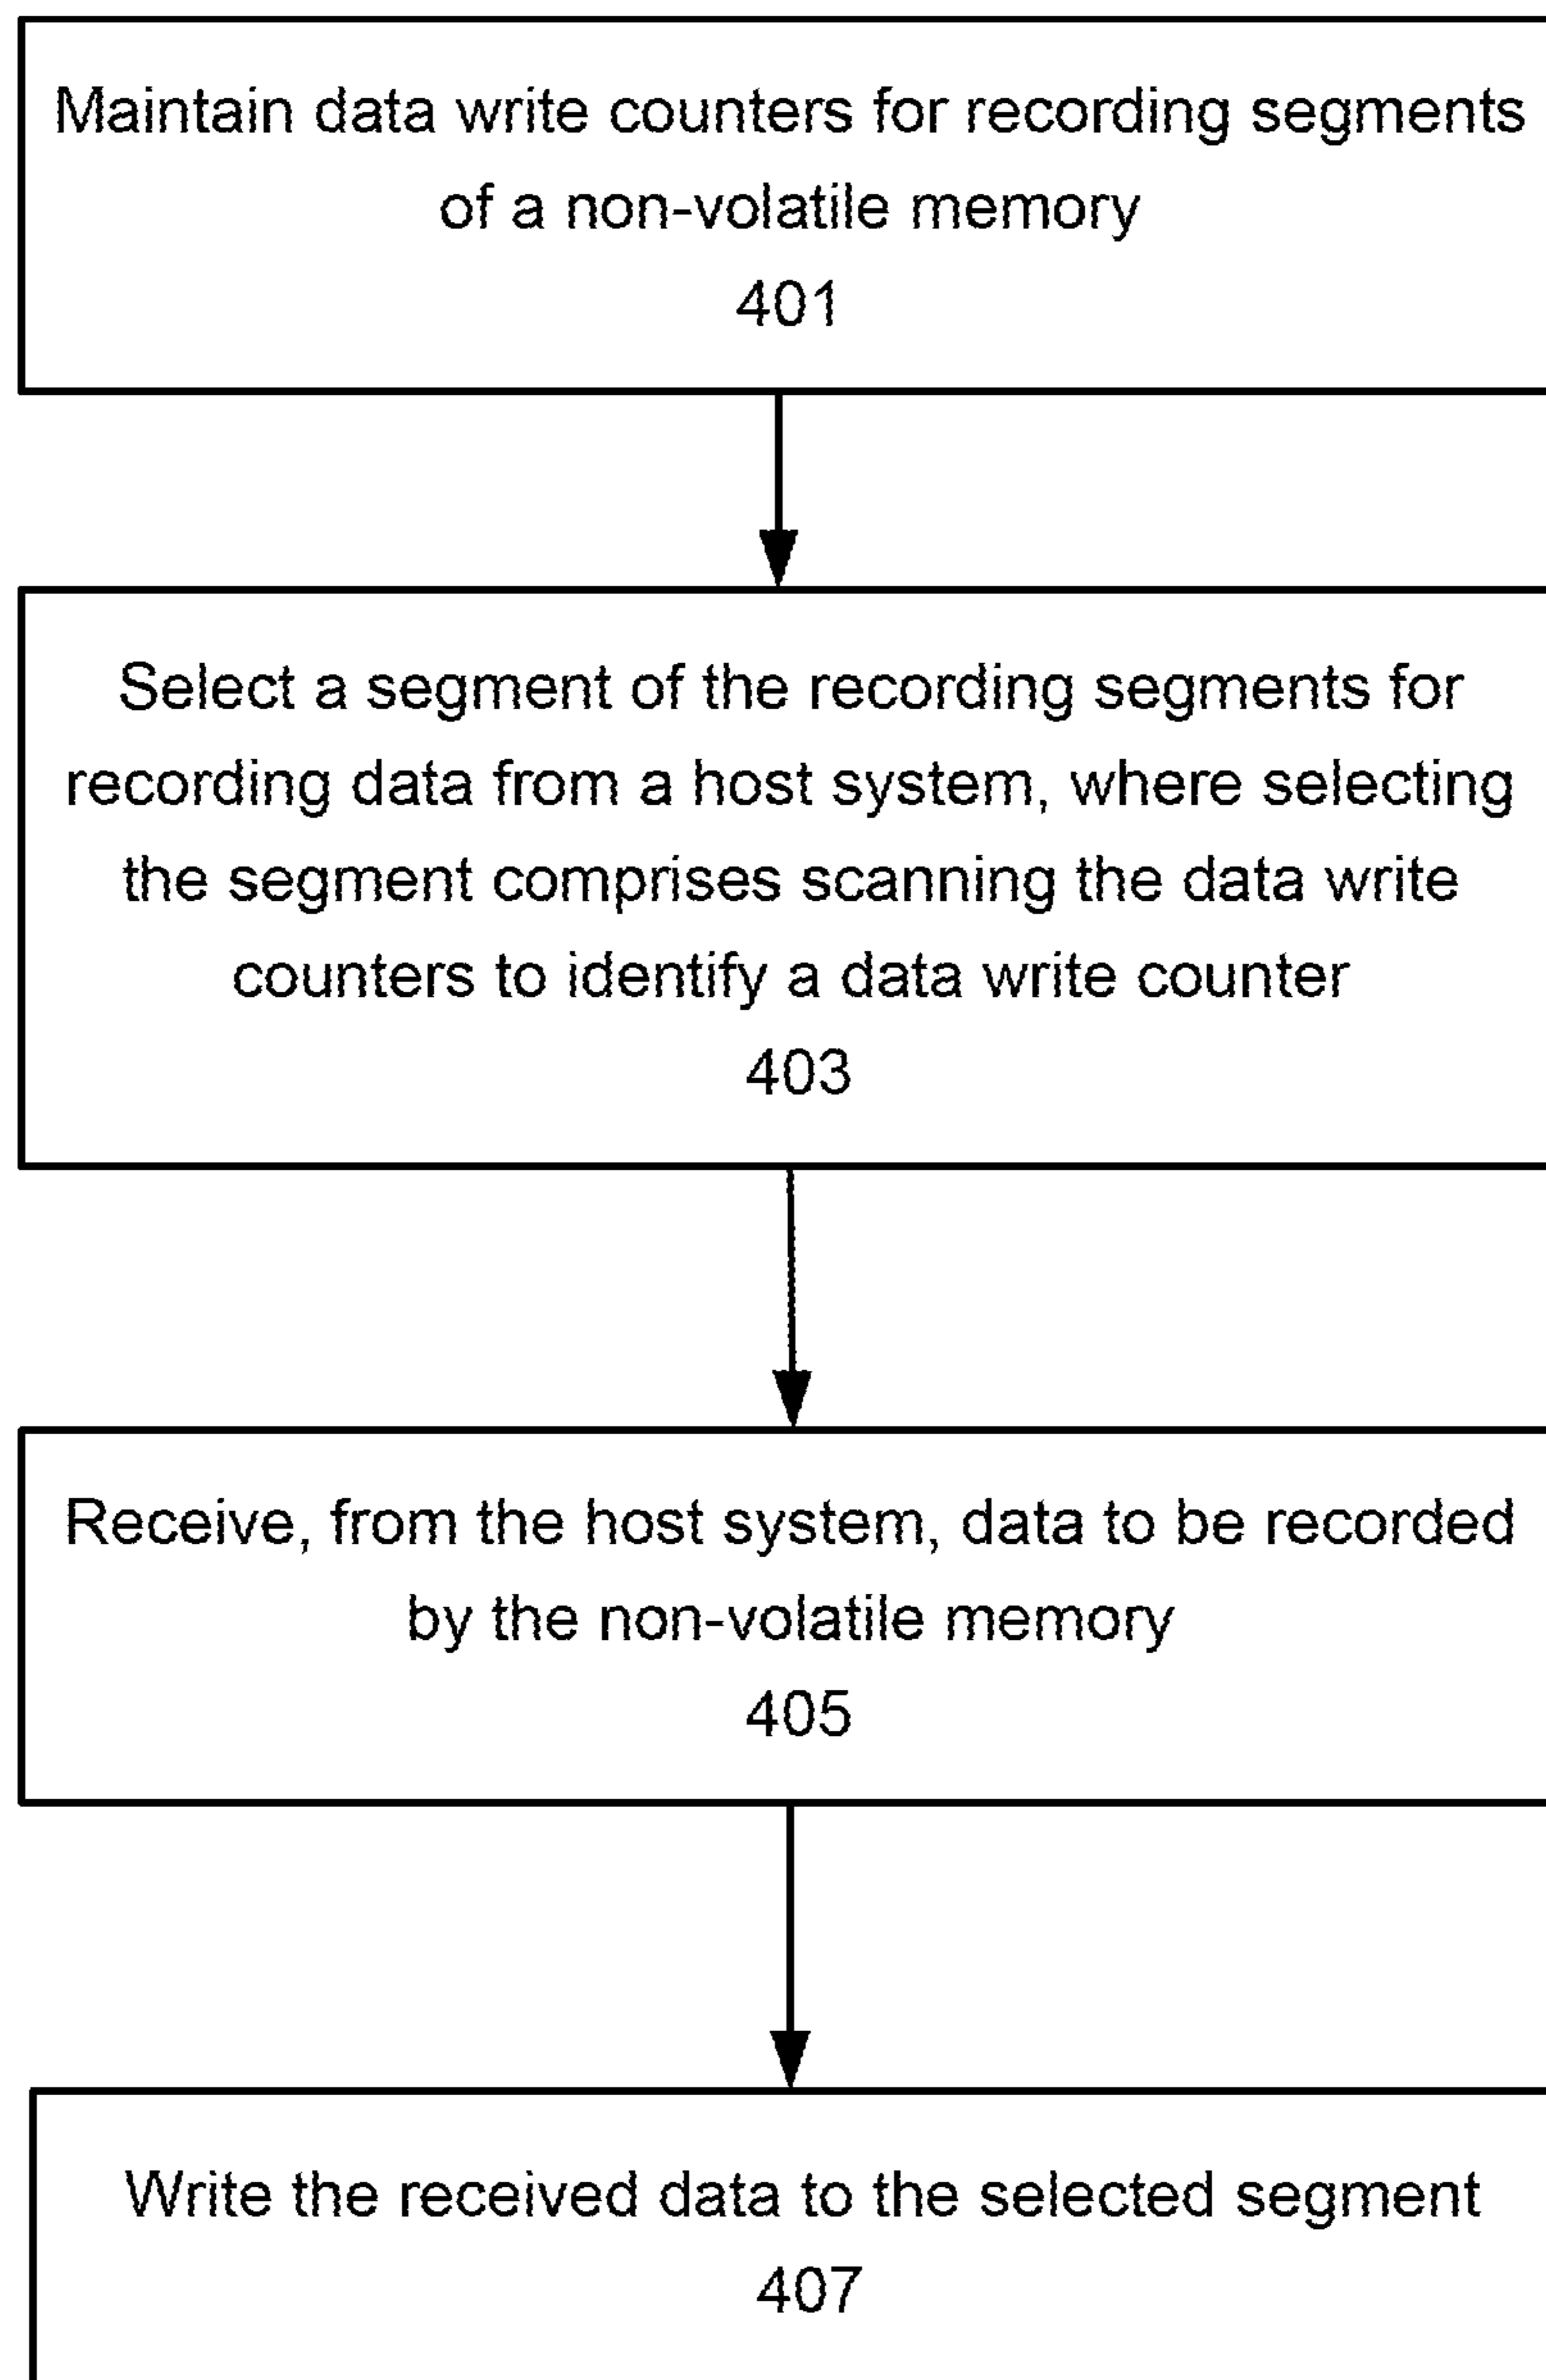 Maintain data write counters for recording segments
of a non-volatile memory
401
Select a segment of the recording segments for
recording data from a host system, where selecting
the segment comprises scanning the data write
counters to identify a data write counter
403
Receive, from the host system, data to be recorded
by the non-volatile memory
405
Write the received data to the selected segment
407